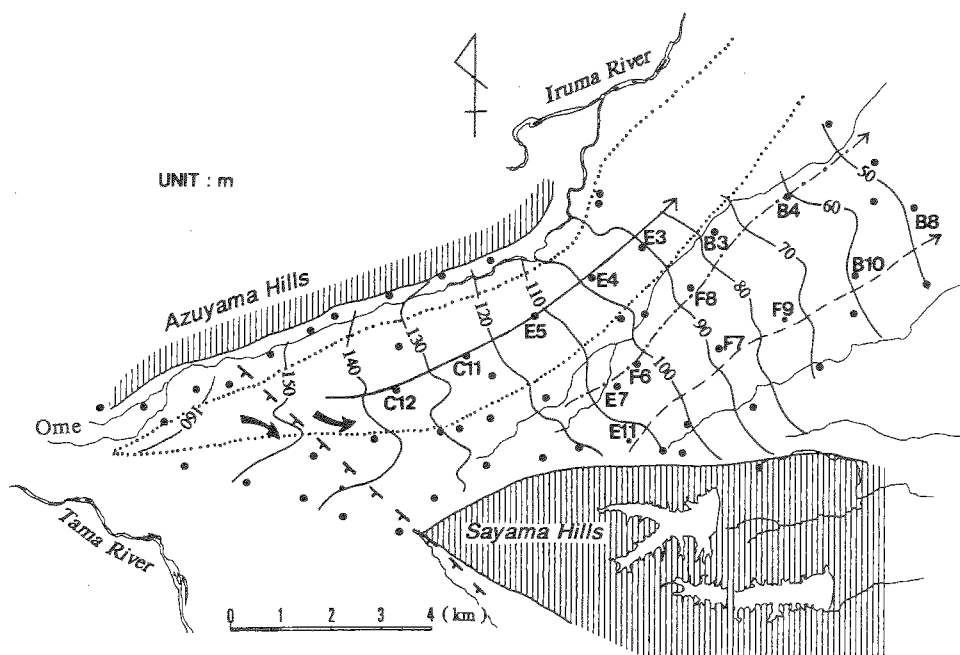 Iruma River
UNIT : m
Azuyama Hills
Ome
Tama River
Sayama Hills
160
150
140
130
120
110
100
90
80
70
60
50
C12
C11
E5
E4
E3
B3
B4
B8
B10
F8
F9
F7
F6
E7
E11
0 1 2 3 4 (km)